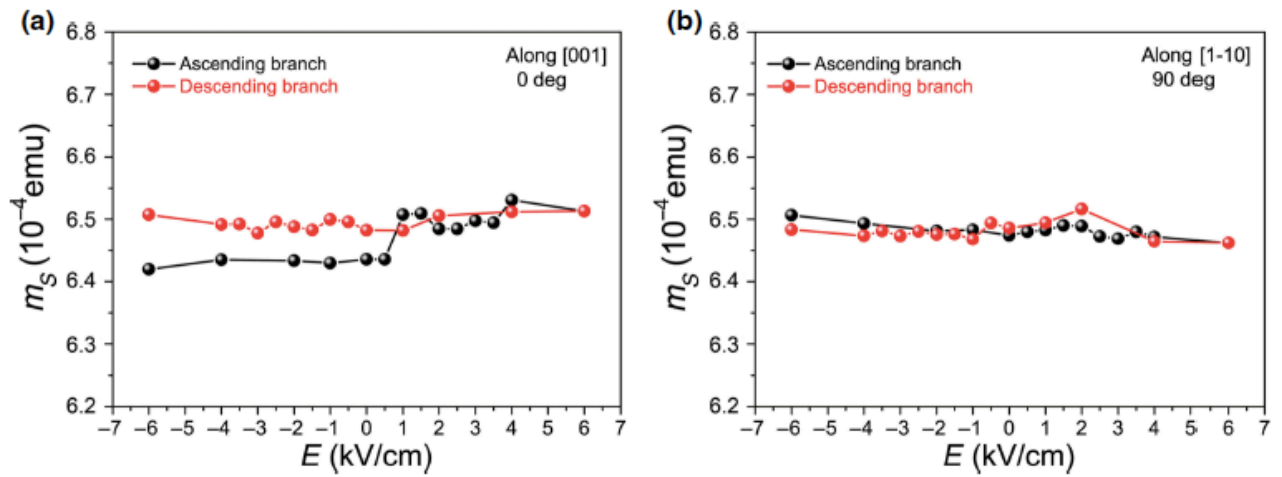 (a)
6.8
6.7
6.6
6.5
6.4
6.3
6.2
mS (10−4emu)
Ascending branch
Descending branch
Along [001]
0 deg
−7 −6 −5 −4 −3 −2 −1 0 1 2 3 4 5 6 7
E (kV/cm)
(b)
6.8
6.7
6.6
6.5
6.4
6.3
6.2
mS (10−4emu)
Ascending branch
Descending branch
Along [1-10]
90 deg
−7 −6 −5 −4 −3 −2 −1 0 1 2 3 4 5 6 7
E (kV/cm)